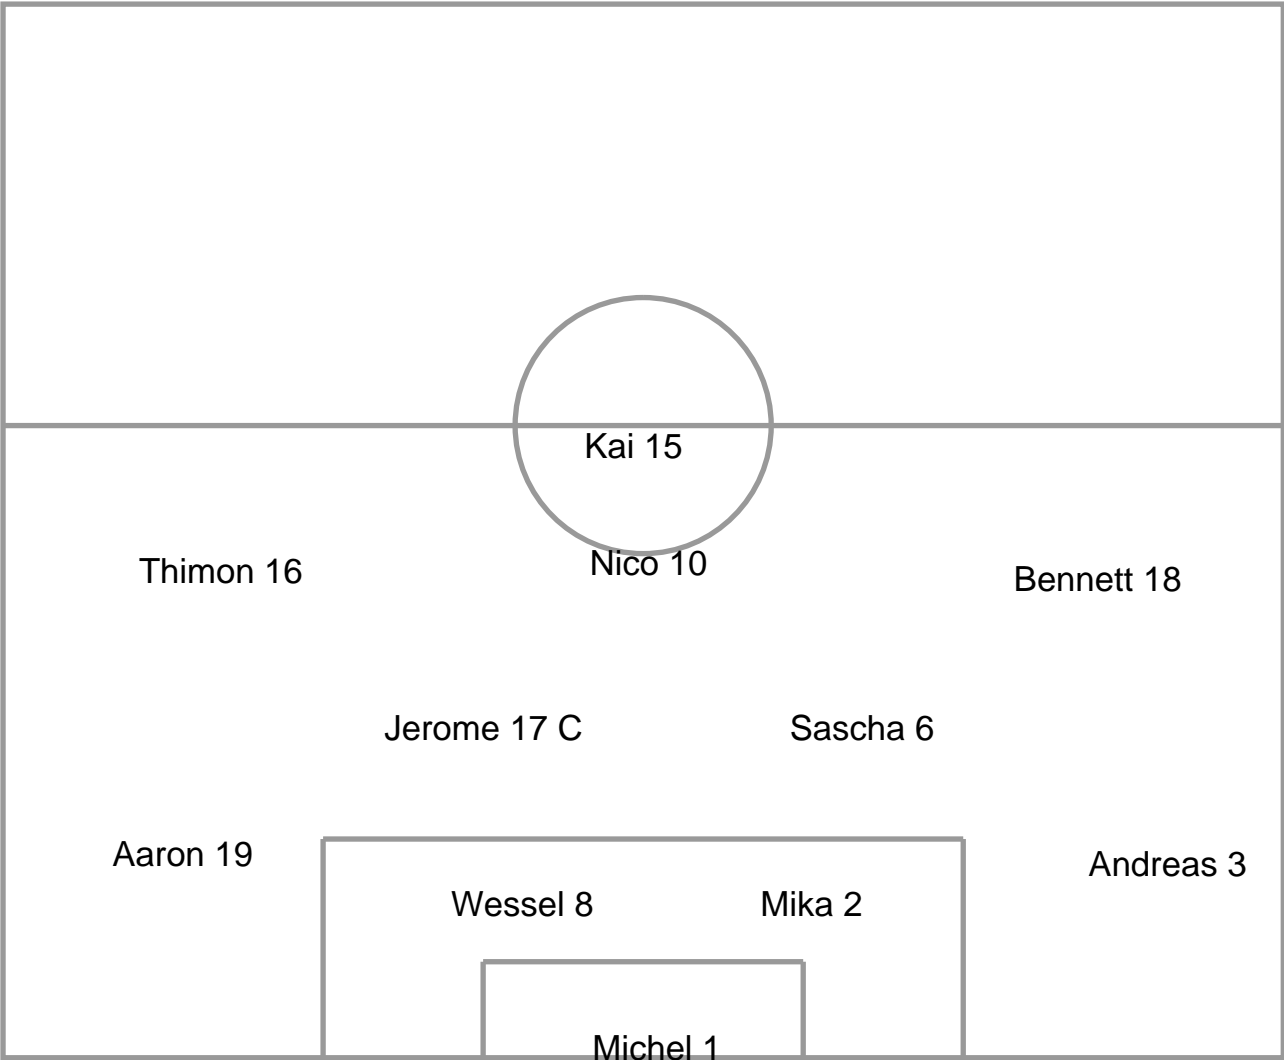 Kai 15
Thimon 16
Nico 10
Bennett 18
Jerome 17 C
Sascha 6
Aaron 19
Andreas 3
Wessel 8
Mika 2
Michel 1